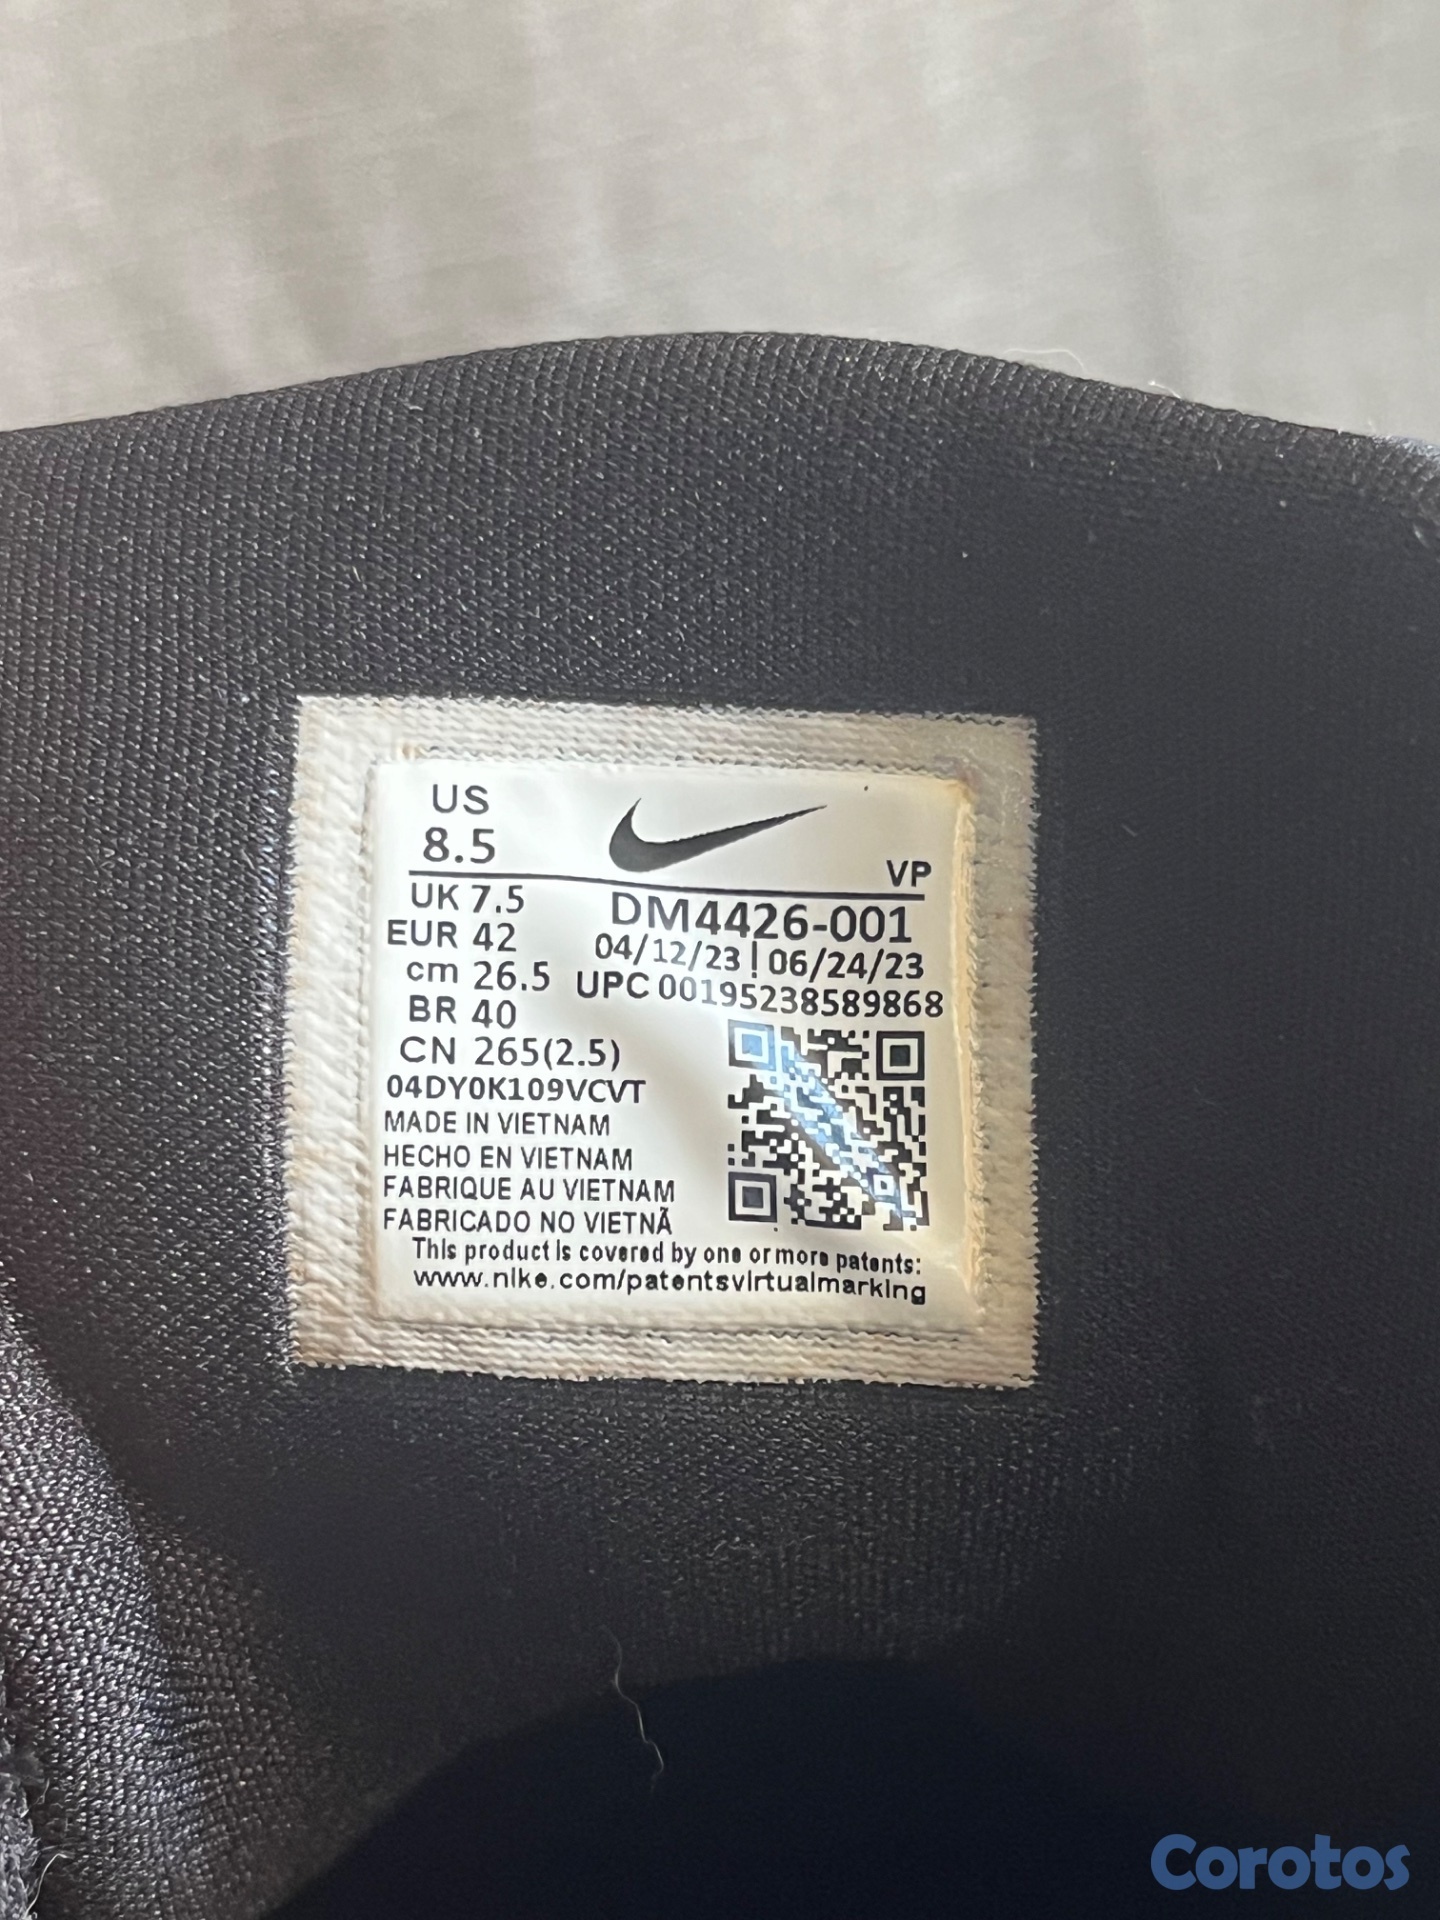 US
8.5
VP
UK 7.5
EUR 42
cm 26.5
BR 40
CN 265(2.5)
DM4426-001
04/12/23 | 06/24/23
UPC 00195238589868
04DY0K109VCVT
MADE IN VIETNAM
HECHO EN VIETNAM
FABRIQUE AU VIETNAM
FABRICADO NO VIETNÃ
This product is covered by one or more patents:
www.nike.com/patentsvirtualmarking
Corotos